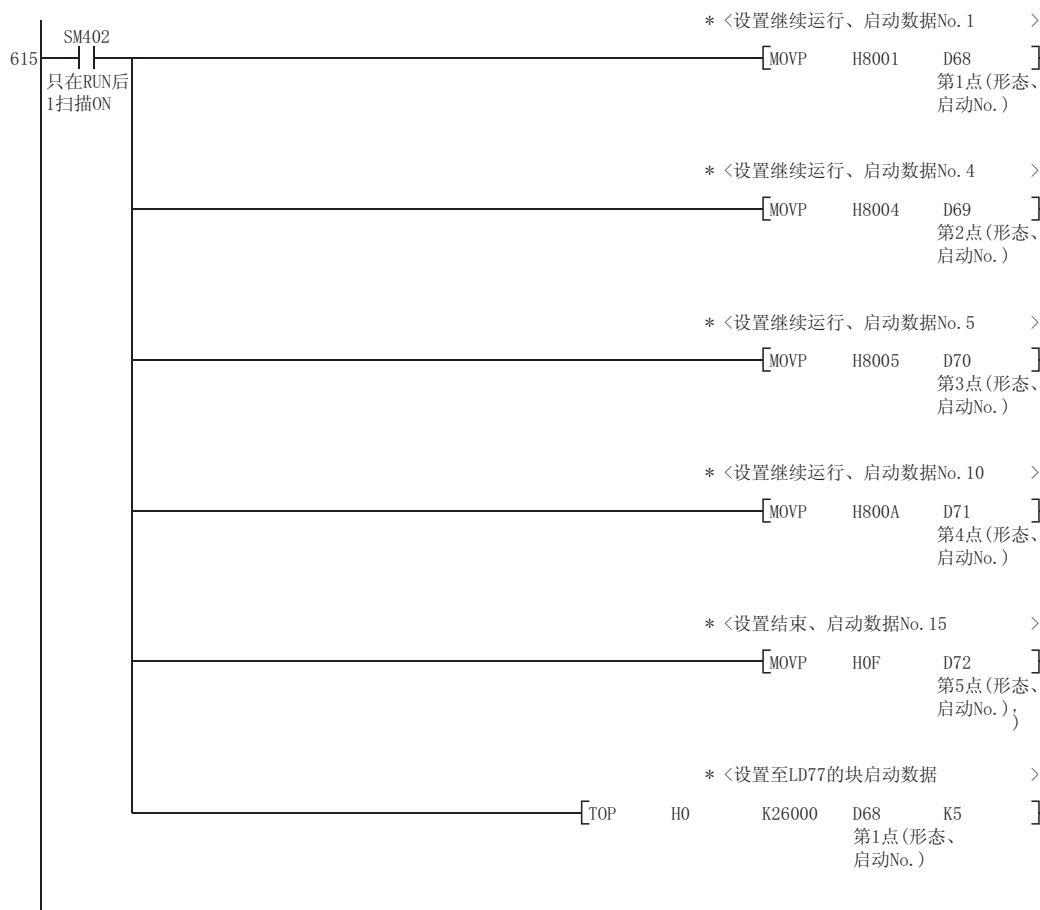 * <设置继续运行、启动数据No.1 >
SM402
615
MOVP H8001 D68
只在RUN后
1扫描ON
第1点(形态、
启动No.)
* <设置继续运行、启动数据No.4 >
MOVP H8004 D69
第2点(形态、
启动No.)
* <设置继续运行、启动数据No.5 >
MOVP H8005 D70
第3点(形态、
启动No.)
* <设置继续运行、启动数据No.10 >
MOVP H800A D71
第4点(形态、
启动No.)
* <设置结束、启动数据No.15 >
MOVP H0F D72
第5点(形态、
启动No.),
)
* <设置至LD77的块启动数据 >
TOP H0 K26000 D68 K5
第1点(形态、
启动No.)